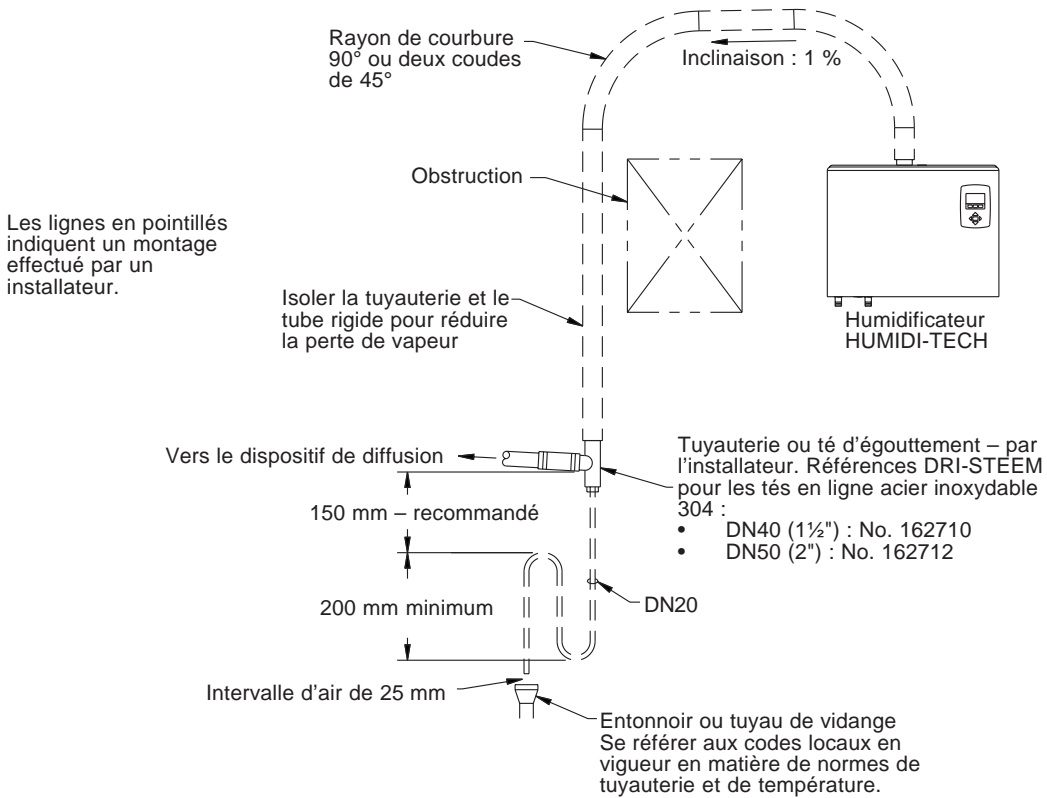 Rayon de courbure
90° ou deux coudes
de 45°
Inclinaison : 1 %
Obstruction
Les lignes en pointillés
indiquent un montage
effectué par un
installateur.
Isoler la tuyauterie et le
tube rigide pour réduire
la perte de vapeur
Humidificateur
HUMIDI-TECH
Vers le dispositif de diffusion
Tuyauterie ou té d'égouttement – par
l'installateur. Références DRI-STEEM
pour les tés en ligne acier inoxydable
304 :
• DN40 (1½") : No. 162710
• DN50 (2") : No. 162712
150 mm – recommandé
200 mm minimum
DN20
Intervalle d'air de 25 mm
Entonnoir ou tuyau de vidange
Se référer aux codes locaux en
vigueur en matière de normes de
tuyauterie et de température.